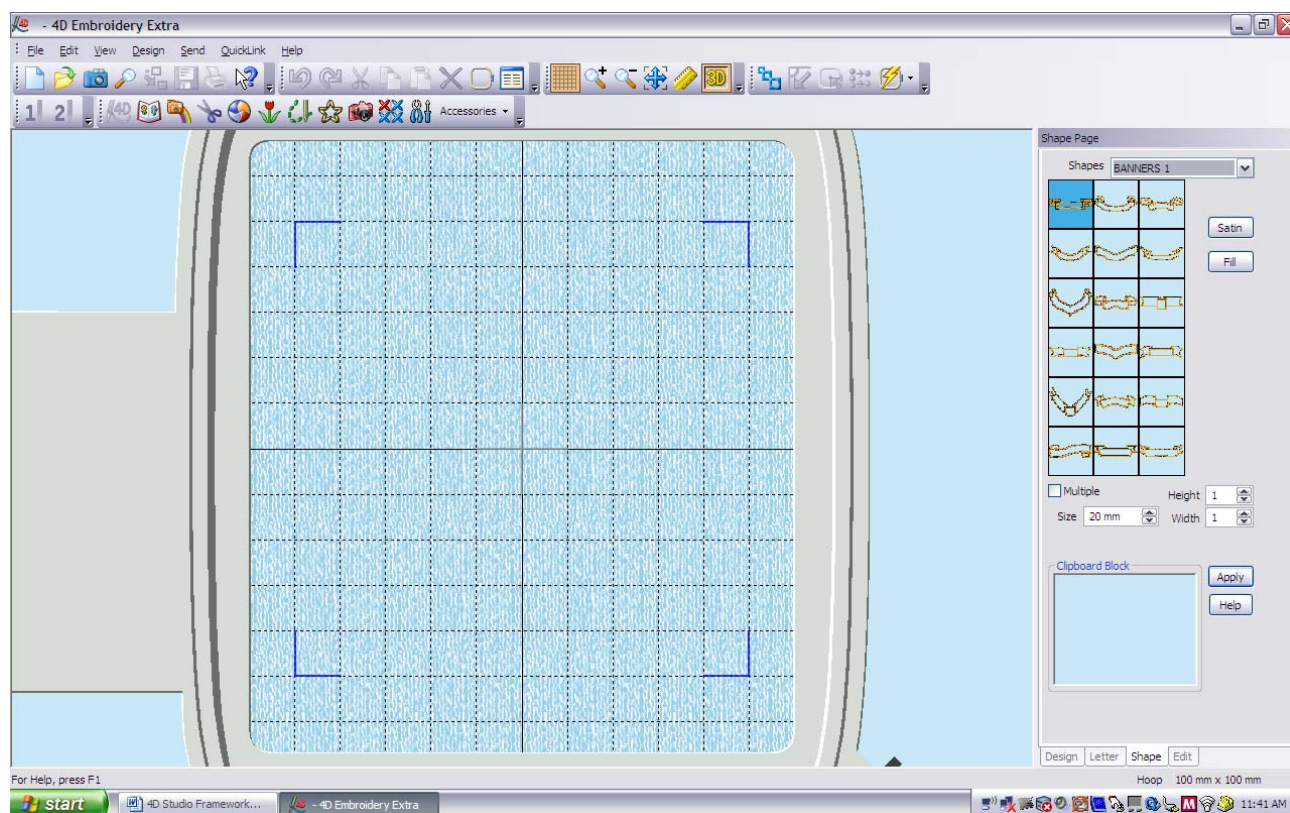 - 4D Embroidery Extra
File Edit View Design Send QuickLink Help
3D
1 2 4D Accessories
Shape Page
Shapes BANNERS 1
Satin
Fill
Multiple
Height 1
Size 20 mm Width 1
Clipboard Block
Apply
Help
Design Letter Shape Edit
For Help, press F1 Hoop 100 mm x 100 mm
start 4D Studio Framework... - 4D Embroidery Extra M 11:41 AM